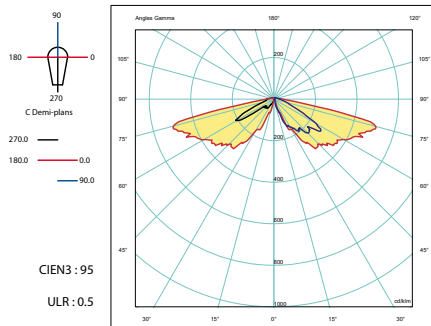 90
180 0
270
C Demi-plans
270.0
180.0 0.0
90.0
CIEN3 : 95
ULR : 0.5
Angles Gamma 180° 120°
105° 105°
90° 90°
75° 75°
60° 60°
45° 45°
30° 15° 0° 15° 30°
200
200
400
600
800
1000
cd/klm